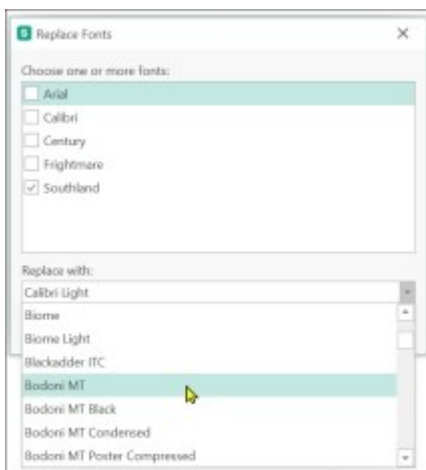 Replace Fonts
Choose one or more fonts:
Arial
Calibri
Century
Frightmare
Southland
Replace with:
Calibri Light
Biome
Biome Light
Blackadder ITC
Bodoni MT
Bodoni MT Black
Bodoni MT Condensed
Bodoni MT Poster Compressed